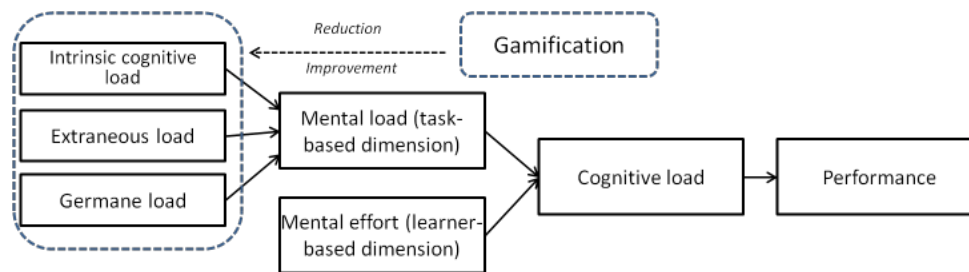 Reduction
Improvement
Gamification
Intrinsic cognitive
load
Extraneous load
Germane load
Mental load (task-
based dimension)
Mental effort (learner-
based dimension)
Cognitive load
Performance